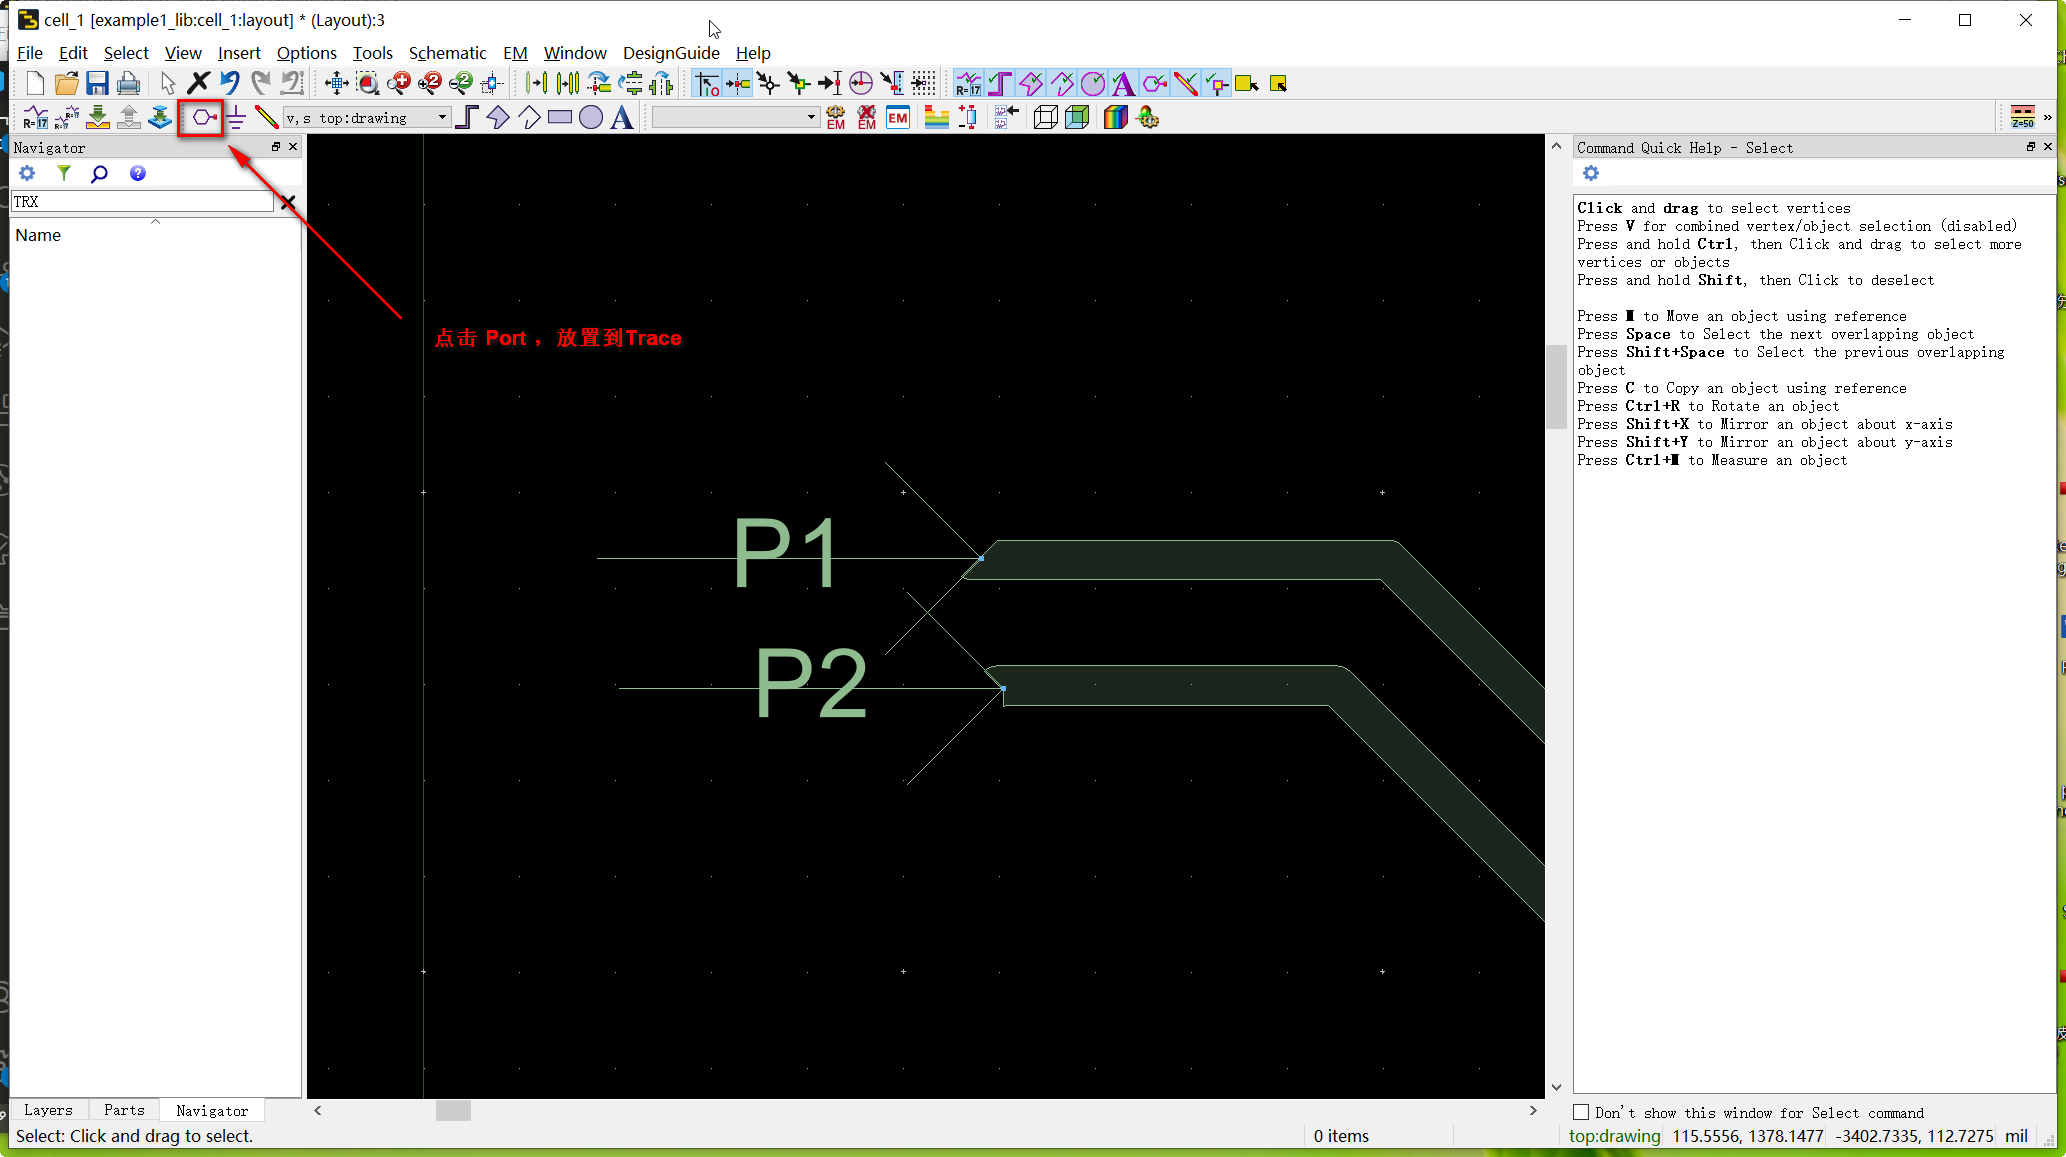 cell_1 [example1_lib:cell_1:layout] * (Layout):3
File Edit Select View Insert Options Tools Schematic EM Window DesignGuide Help
v,s top:drawing
EM EM EM
Z=50
»
Navigator
TRX
Name
点击 Port ，放置到Trace
P1
P2
Command Quick Help - Select
Click and drag to select vertices
Press V for combined vertex/object selection (disabled)
Press and hold Ctrl, then Click and drag to select more
vertices or objects
Press and hold Shift, then Click to deselect
Press M to Move an object using reference
Press Space to Select the next overlapping object
Press Shift+Space to Select the previous overlapping
object
Press C to Copy an object using reference
Press Ctrl+R to Rotate an object
Press Shift+X to Mirror an object about x-axis
Press Shift+Y to Mirror an object about y-axis
Press Ctrl+M to Measure an object
Don't show this window for Select command
Layers Parts Navigator
Select: Click and drag to select.
0 items
top:drawing 115.5556, 1378.1477 -3402.7335, 112.7275 mil